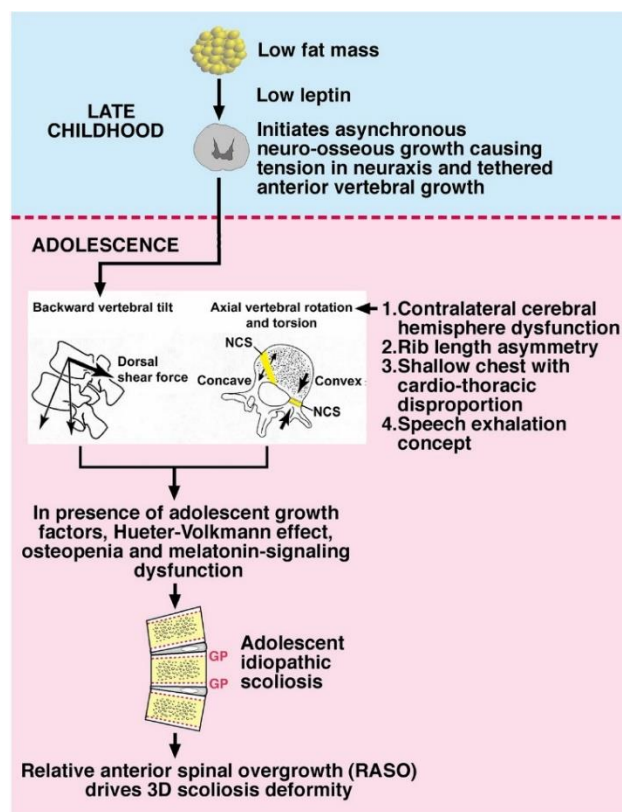 Low fat mass
Low leptin
LATE
CHILDHOOD
Initiates asynchronous
neuro-osseous growth causing
tension in neuraxis and tethered
anterior vertebral growth
ADOLESCENCE
Backward vertebral tilt
Dorsal
shear force
Axial vertebral rotation
and torsion
NCS
Concave
Convex
NCS
1.Contralateral cerebral
hemisphere dysfunction
2.Rib length asymmetry
3.Shallow chest with
cardio-thoracic
disproportion
4.Speech exhalation
concept
In presence of adolescent growth
factors, Hueter-Volkmann effect,
osteopenia and melatonin-signaling
dysfunction
GP
GP
Adolescent
idiopathic
scoliosis
Relative anterior spinal overgrowth (RASO)
drives 3D scoliosis deformity